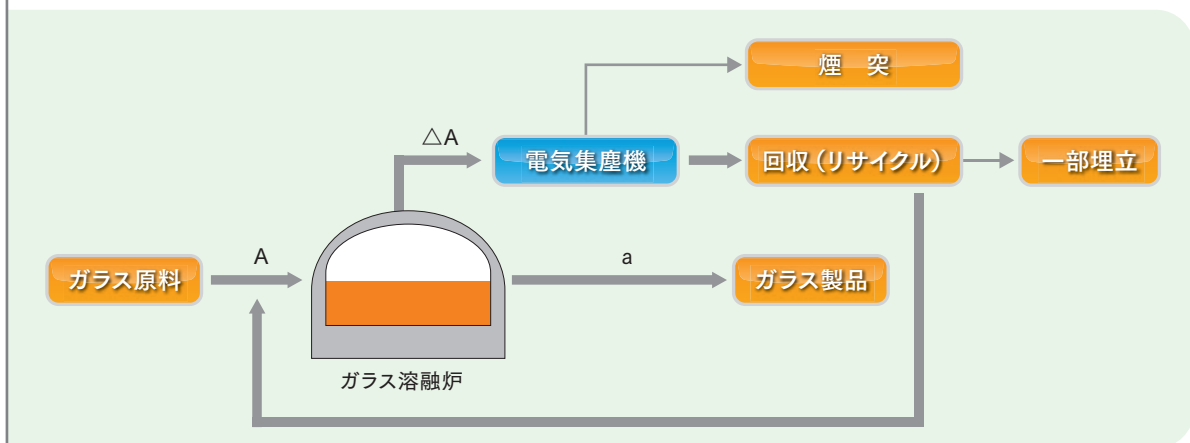 煙 突
△A
電気集塵機
回収(リサイクル)
一部埋立
ガラス原料
A
a
ガラス製品
ガラス溶融炉